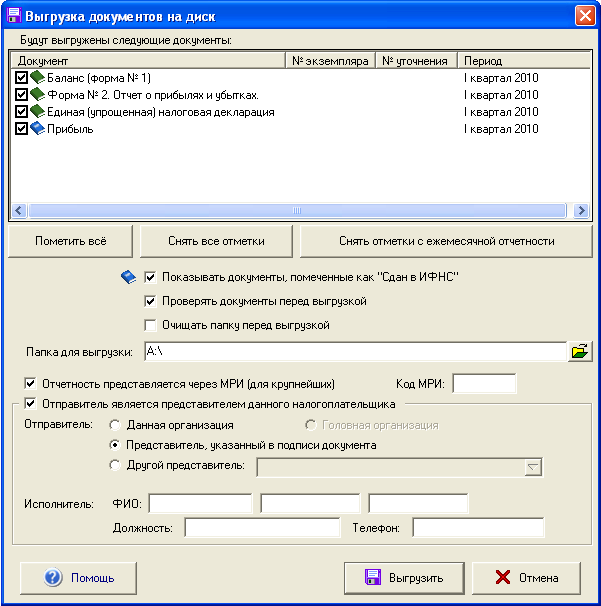 Выгрузка документов на диск
Будут выгружены следующие документы:
Документ № экземпляра № уточнения Период
Баланс (форма № 1) I квартал 2010
Форма № 2. Отчет о прибылях и убытках. I квартал 2010
Единая (упрощенная) налоговая декларация I квартал 2010
Прибыль I квартал 2010
Пометить всё Снять все отметки Снять отметки с ежемесячной отчетности
Показывать документы, помеченные как "Сдан в ИФНС"
Проверять документы перед выгрузкой
Очищать папку перед выгрузкой
Папка для выгрузки: A:\
Отчетность представляется через МРИ (для крупнейших) Код МРИ:
Отправитель является представителем данного налогоплательщика
Отправитель: Данная организация Головная организация
Представитель, указанный в подписи документа
Другой представитель:
Исполнитель: ФИО:
Должность: Телефон:
Помощь Выгрузить Отмена